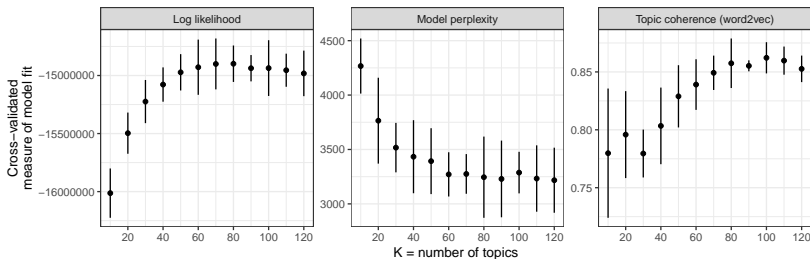 Log likelihood
Model perplexity
Topic coherence (word2vec)
Cross−validated
measure of model fit
−15000000
−15500000
−16000000
4500
4000
3500
3000
0.85
0.80
0.75
20 40 60 80 100 120
20 40 60 80 100 120
20 40 60 80 100 120
K = number of topics